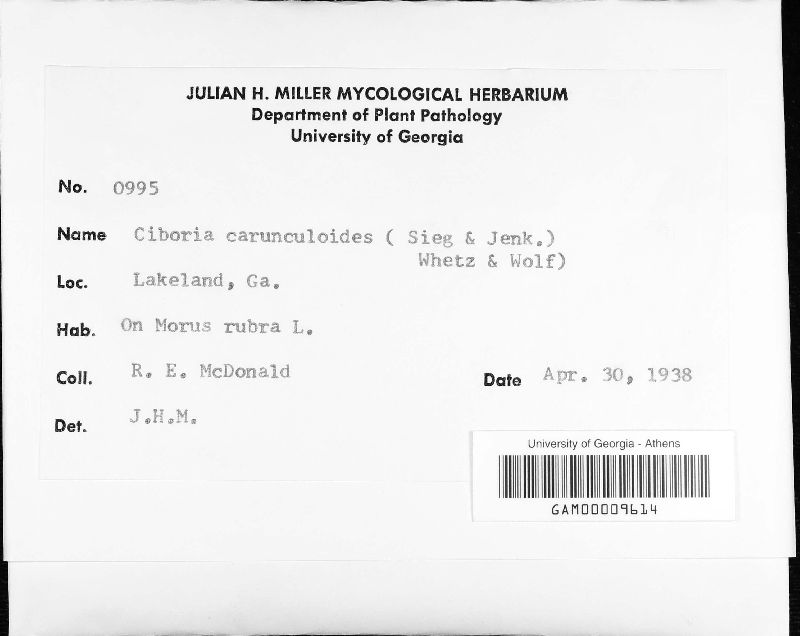 JULIAN H. MILLER MYCOLOGICAL HERBARIUM
Department of Plant Pathology
University of Georgia
No. 0995
Name Ciboria carunculoides ( Sieg & Jenk.)
Whetz & Wolf)
Loc. Lakeland, Ga.
Hab. On Morus rubra L.
Coll. R. E. McDonald
Date Apr. 30, 1938
Det. J.H.M.
University of Georgia - Athens
GAM00009614